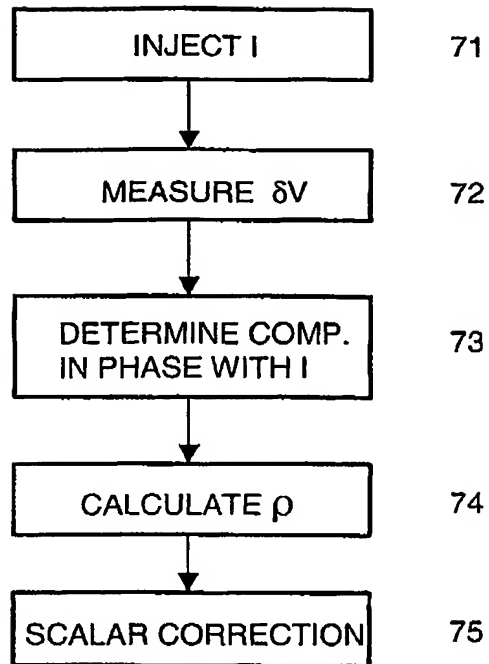 INJECT I 71
MEASURE δV 72
DETERMINE COMP.
IN PHASE WITH I 73
CALCULATE ρ 74
SCALAR CORRECTION 75